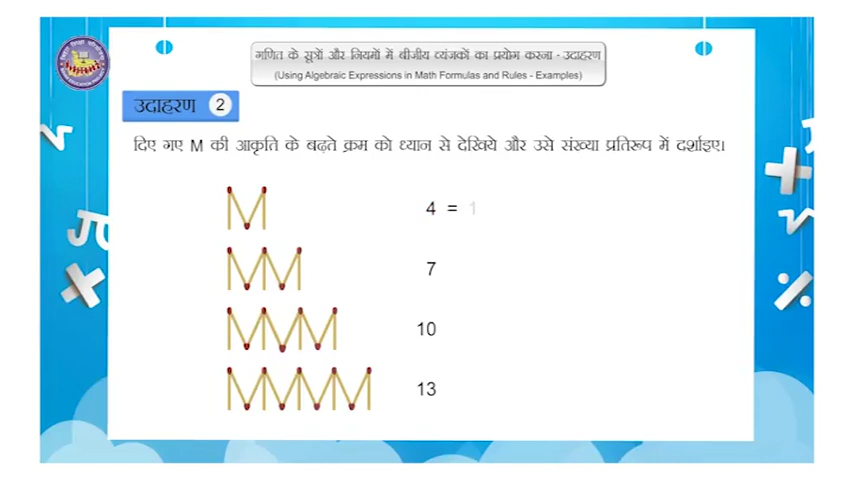 गणित के सूत्रों और नियमों में बीजीय व्यंजकों का प्रयोग करना - उदाहरण
(Using Algebraic Expressions in Math Formulas and Rules - Examples)
उदाहरण 2
दिए गए M की आकृति के बढ़ते क्रम को ध्यान से देखिये और उसे संख्या प्रतिरूप में दर्शाइए।
4 = 1
7
10
13